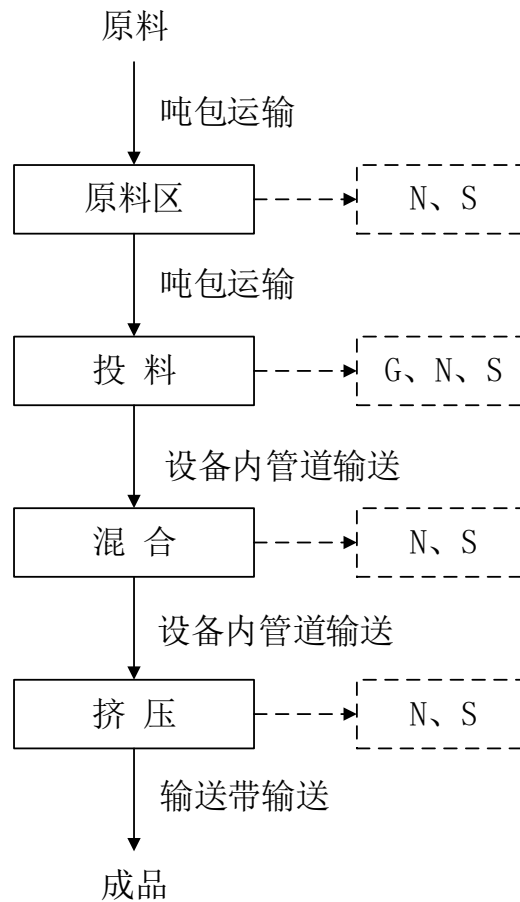 原料
吨包运输
原料区
N、S
吨包运输
投 料
G、N、S
设备内管道输送
混 合
N、S
设备内管道输送
挤 压
N、S
输送带输送
成品